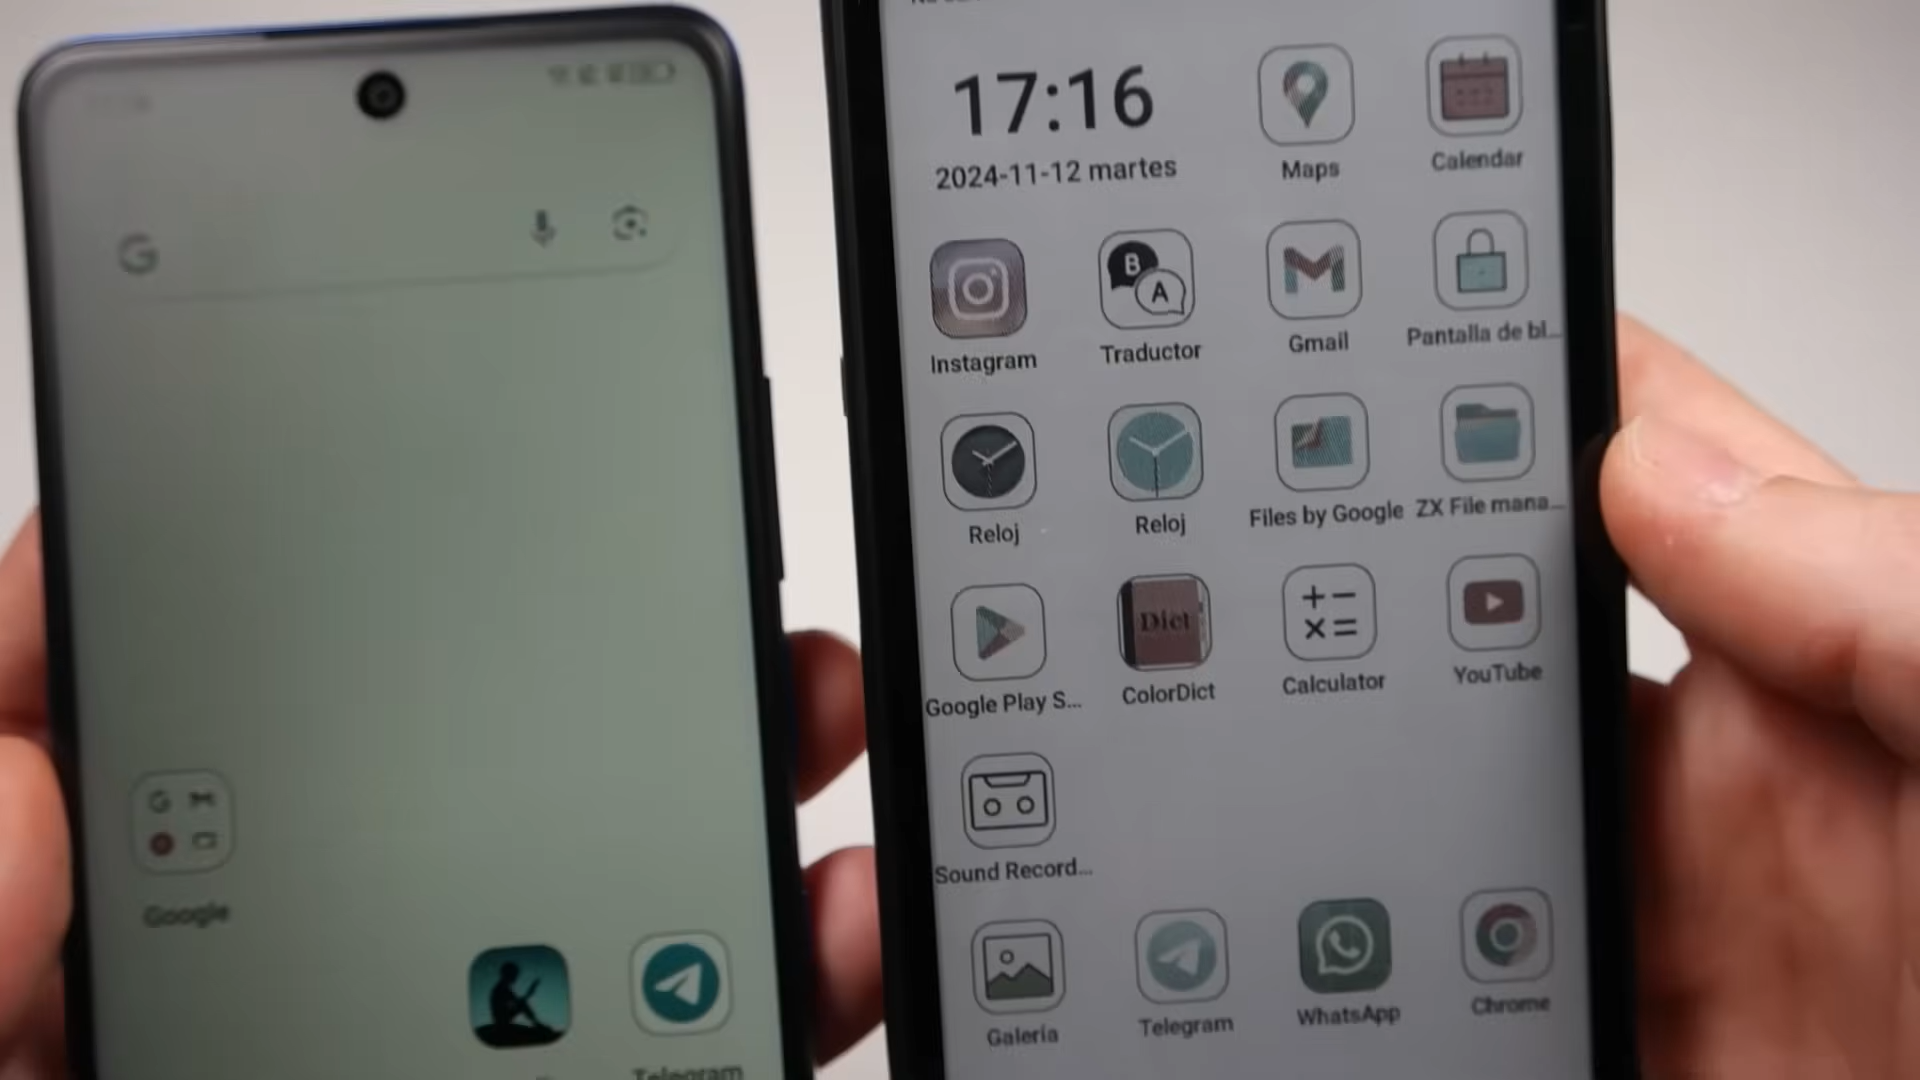 17:16
2024-11-12 martes
Maps
Calendar
B
A
Instagram
Traductor
Gmail
Pantalla de bl...
Reloj
Reloj
Files by Google
ZX File mana...
Dict
Google Play S...
ColorDict
Calculator
YouTube
Sound Record...
Galería
Telegram
WhatsApp
Chrome
G
Google
Telegram